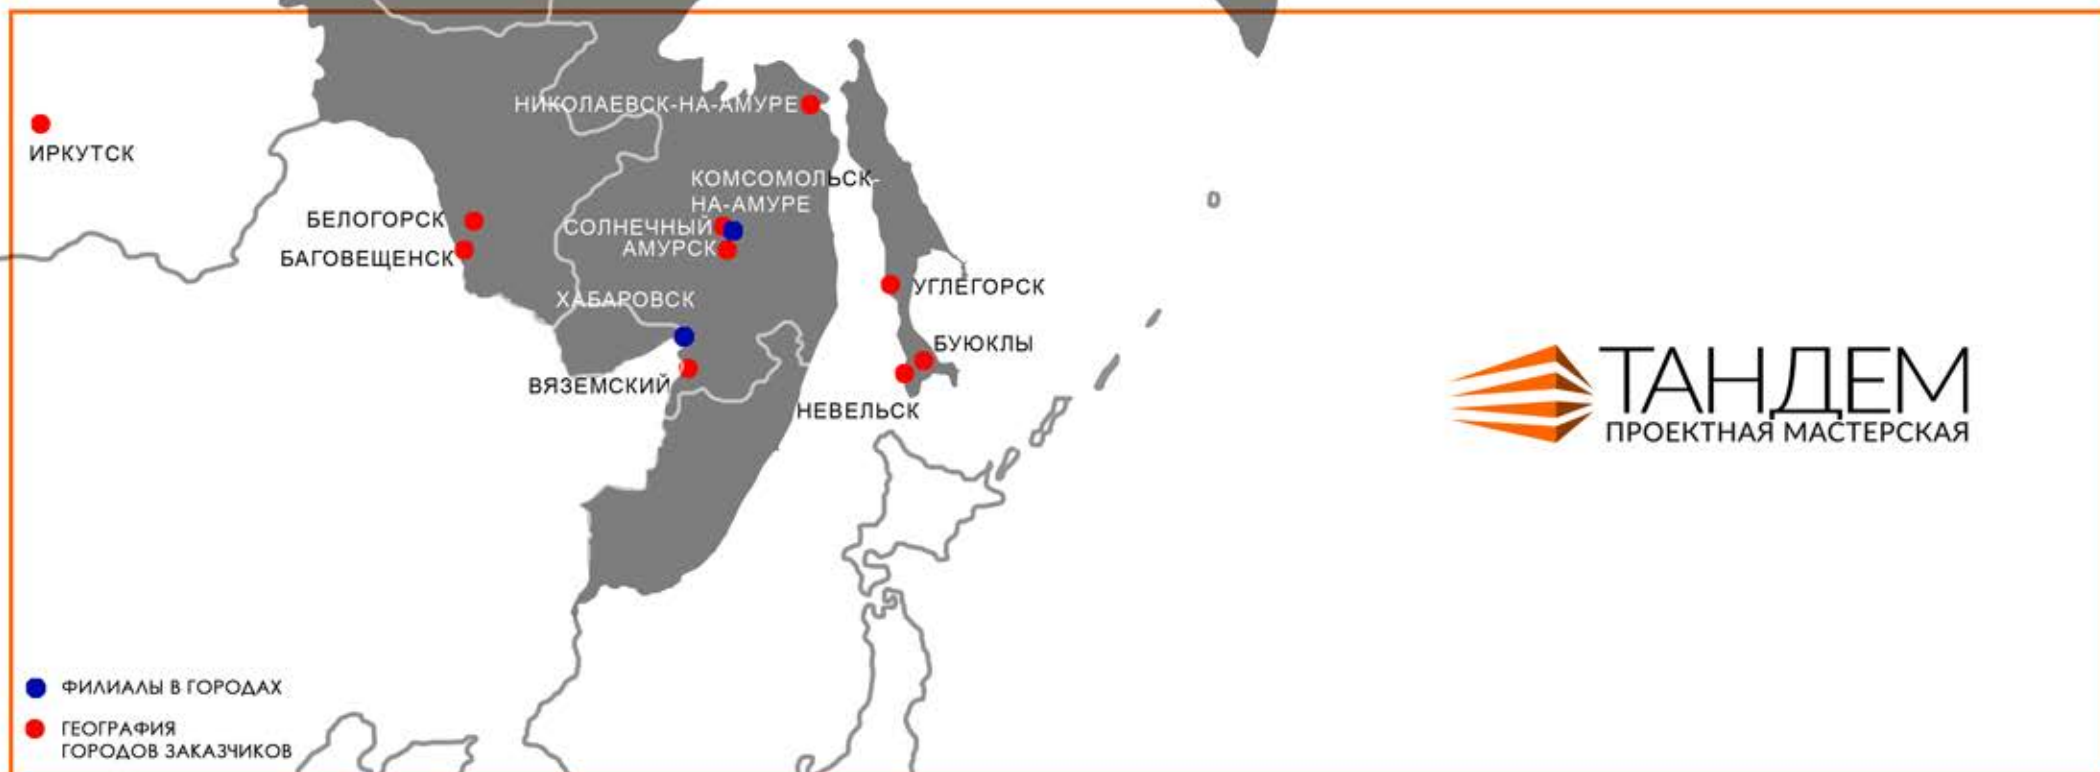 НИКОЛАЕВСК-НА-АМУРЕ
ИРКУТСК
КОМСОМОЛЬСК-
НА-АМУРЕ
БЕЛОГОРСК
СОЛНЕЧНЫЙ
АМУРСК
БАГОВЕЩЕНСК
УГЛЕГОРСК
ХАБАРОВСК
БУЮКЛЫ
ВЯЗЕМСКИЙ
НЕВЕЛЬСК
ТАНДЕМ
ПРОЕКТНАЯ МАСТЕРСКАЯ
ФИЛИАЛЫ В ГОРОДАХ
ГЕОГРАФИЯ
ГОРОДОВ ЗАКАЗЧИКОВ